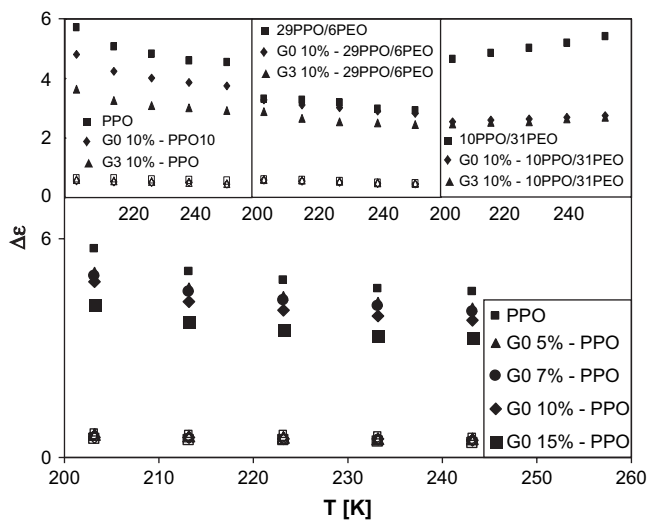 6
4
2
0
PPO
G0 10% - PPO10
G3 10% - PPO
29PPO/6PEO
G0 10% - 29PPO/6PEO
G3 10% - 29PPO/6PEO
10PPO/31PEO
G0 10% - 10PPO/31PEO
G3 10% - 10PPO/31PEO
220 240 200 220 240 200 220 240
Δε
6
0
PPO
G0 5% - PPO
G0 7% - PPO
G0 10% - PPO
G0 15% - PPO
200 210 220 230 240 250 260
T [K]